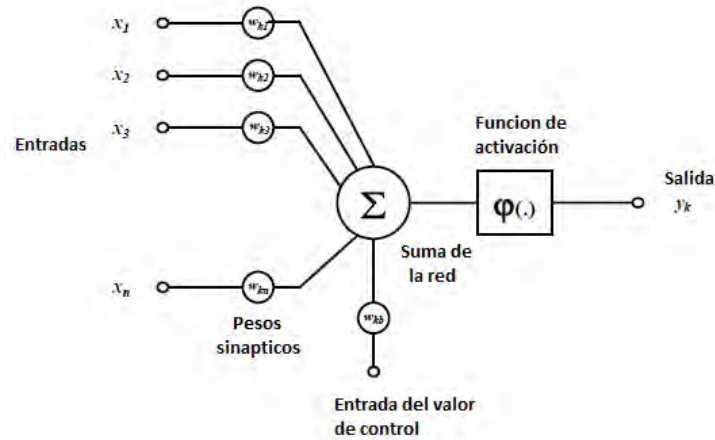 x1
wk1
x2
wk2
x3
wk3
Entradas
Funcion de
activación
Σ
φ(.)
Salida
yk
Suma de
la red
xn
wkn
Pesos
sinapticos
wkb
Entrada del valor
de control